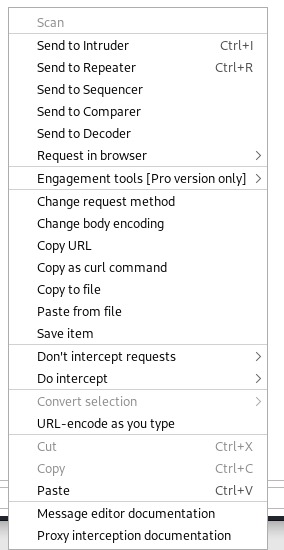 Scan
Send to Intruder Ctrl+I
Send to Repeater Ctrl+R
Send to Sequencer
Send to Comparer
Send to Decoder
Request in browser
Engagement tools [Pro version only]
Change request method
Change body encoding
Copy URL
Copy as curl command
Copy to file
Paste from file
Save item
Don't intercept requests
Do intercept
Convert selection
URL-encode as you type
Cut Ctrl+X
Copy Ctrl+C
Paste Ctrl+V
Message editor documentation
Proxy interception documentation